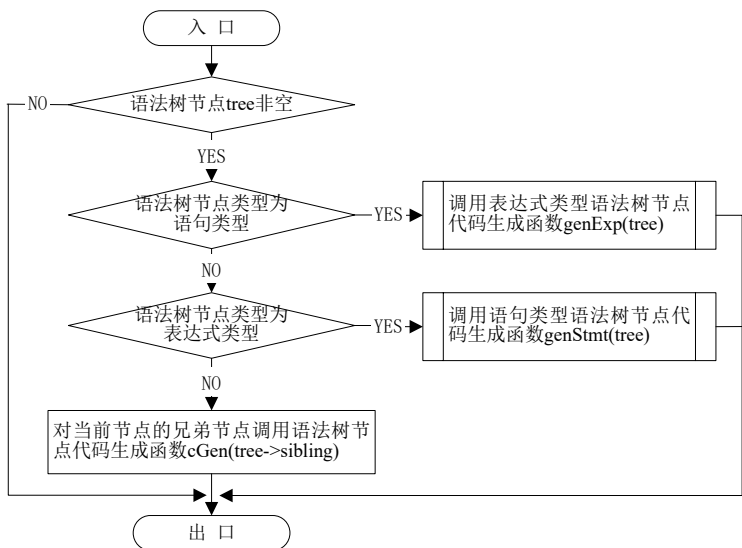 入 口
语法树节点tree非空
NO
YES
语法树节点类型为
语句类型
YES
调用表达式类型语法树节点
代码生成函数genExp(tree)
NO
语法树节点类型为
表达式类型
YES
调用语句类型语法树节点代
码生成函数genStmt(tree)
NO
对当前节点的兄弟节点调用语法树节
点代码生成函数cGen(tree->sibling)
出 口